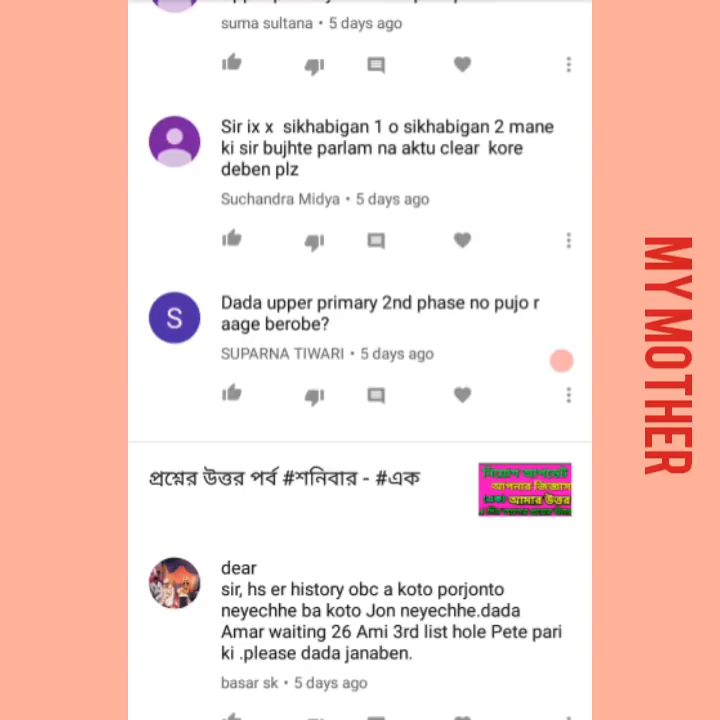 suma sultana • 5 days ago
Sir ix x sikhabigan 1 o sikhabigan 2 mane
ki sir bujhte parlam na aktu clear kore
deben plz
Suchandra Midya • 5 days ago
S
Dada upper primary 2nd phase no pujo r
aage berobe?
SUPARNA TIWARI • 5 days ago
প্রশ্নের উত্তর পর্ব #শনিবার - #এক
আপনার জিজ্ঞাসা
আমার উত্তর
dear
sir, hs er history obc a koto porjonto
neyechhe ba koto Jon neyechhe.dada
Amar waiting 26 Ami 3rd list hole Pete pari
ki .please dada janaben.
basar sk • 5 days ago
MY MOTHER